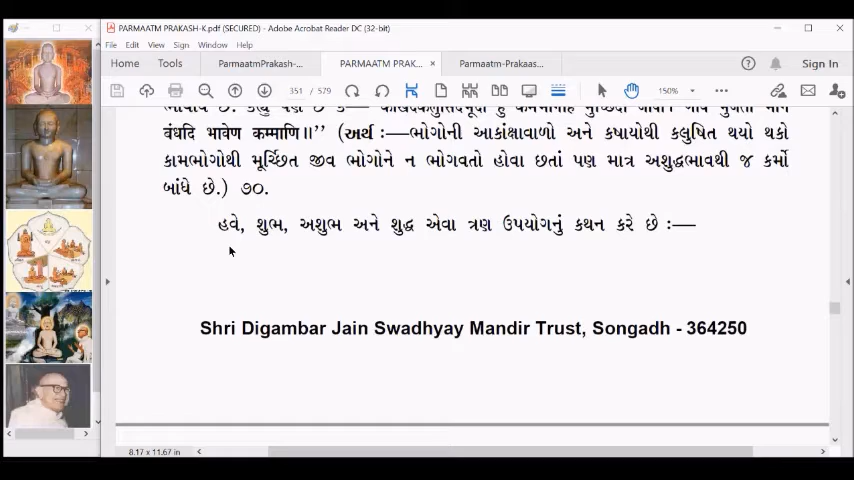 PARMAATM PRAKASH-K.pdf (SECURED) - Adobe Acrobat Reader DC (32-bit)
File Edit View Sign Window Help
Home Tools ParmaatmPrakash-... PARMAATM PRAK... × Parmatm-Prakaas... Sign In
351 / 579 150%
वंधदि भावेण कम्माणि॥’’ (અર્થ :—ભોગોની આકાંક્ષાવાળો અને કષાયોથી કલુષિત થયો થકો
કામભોગોથી મૂર્ચ્છિત જીવ ભોગોને ન ભોગવતો હોવા છતાં પણ માત્ર અશુદ્ધભાવથી જ કર્મો
બાંધે છે.) ૭૦.
હવે, શુભ, અશુભ અને શુદ્ધ એવા ત્રણ ઉપયોગનું કથન કરે છે :—
Shri Digambar Jain Swadhyay Mandir Trust, Songadh - 364250
8.17 x 11.67 in